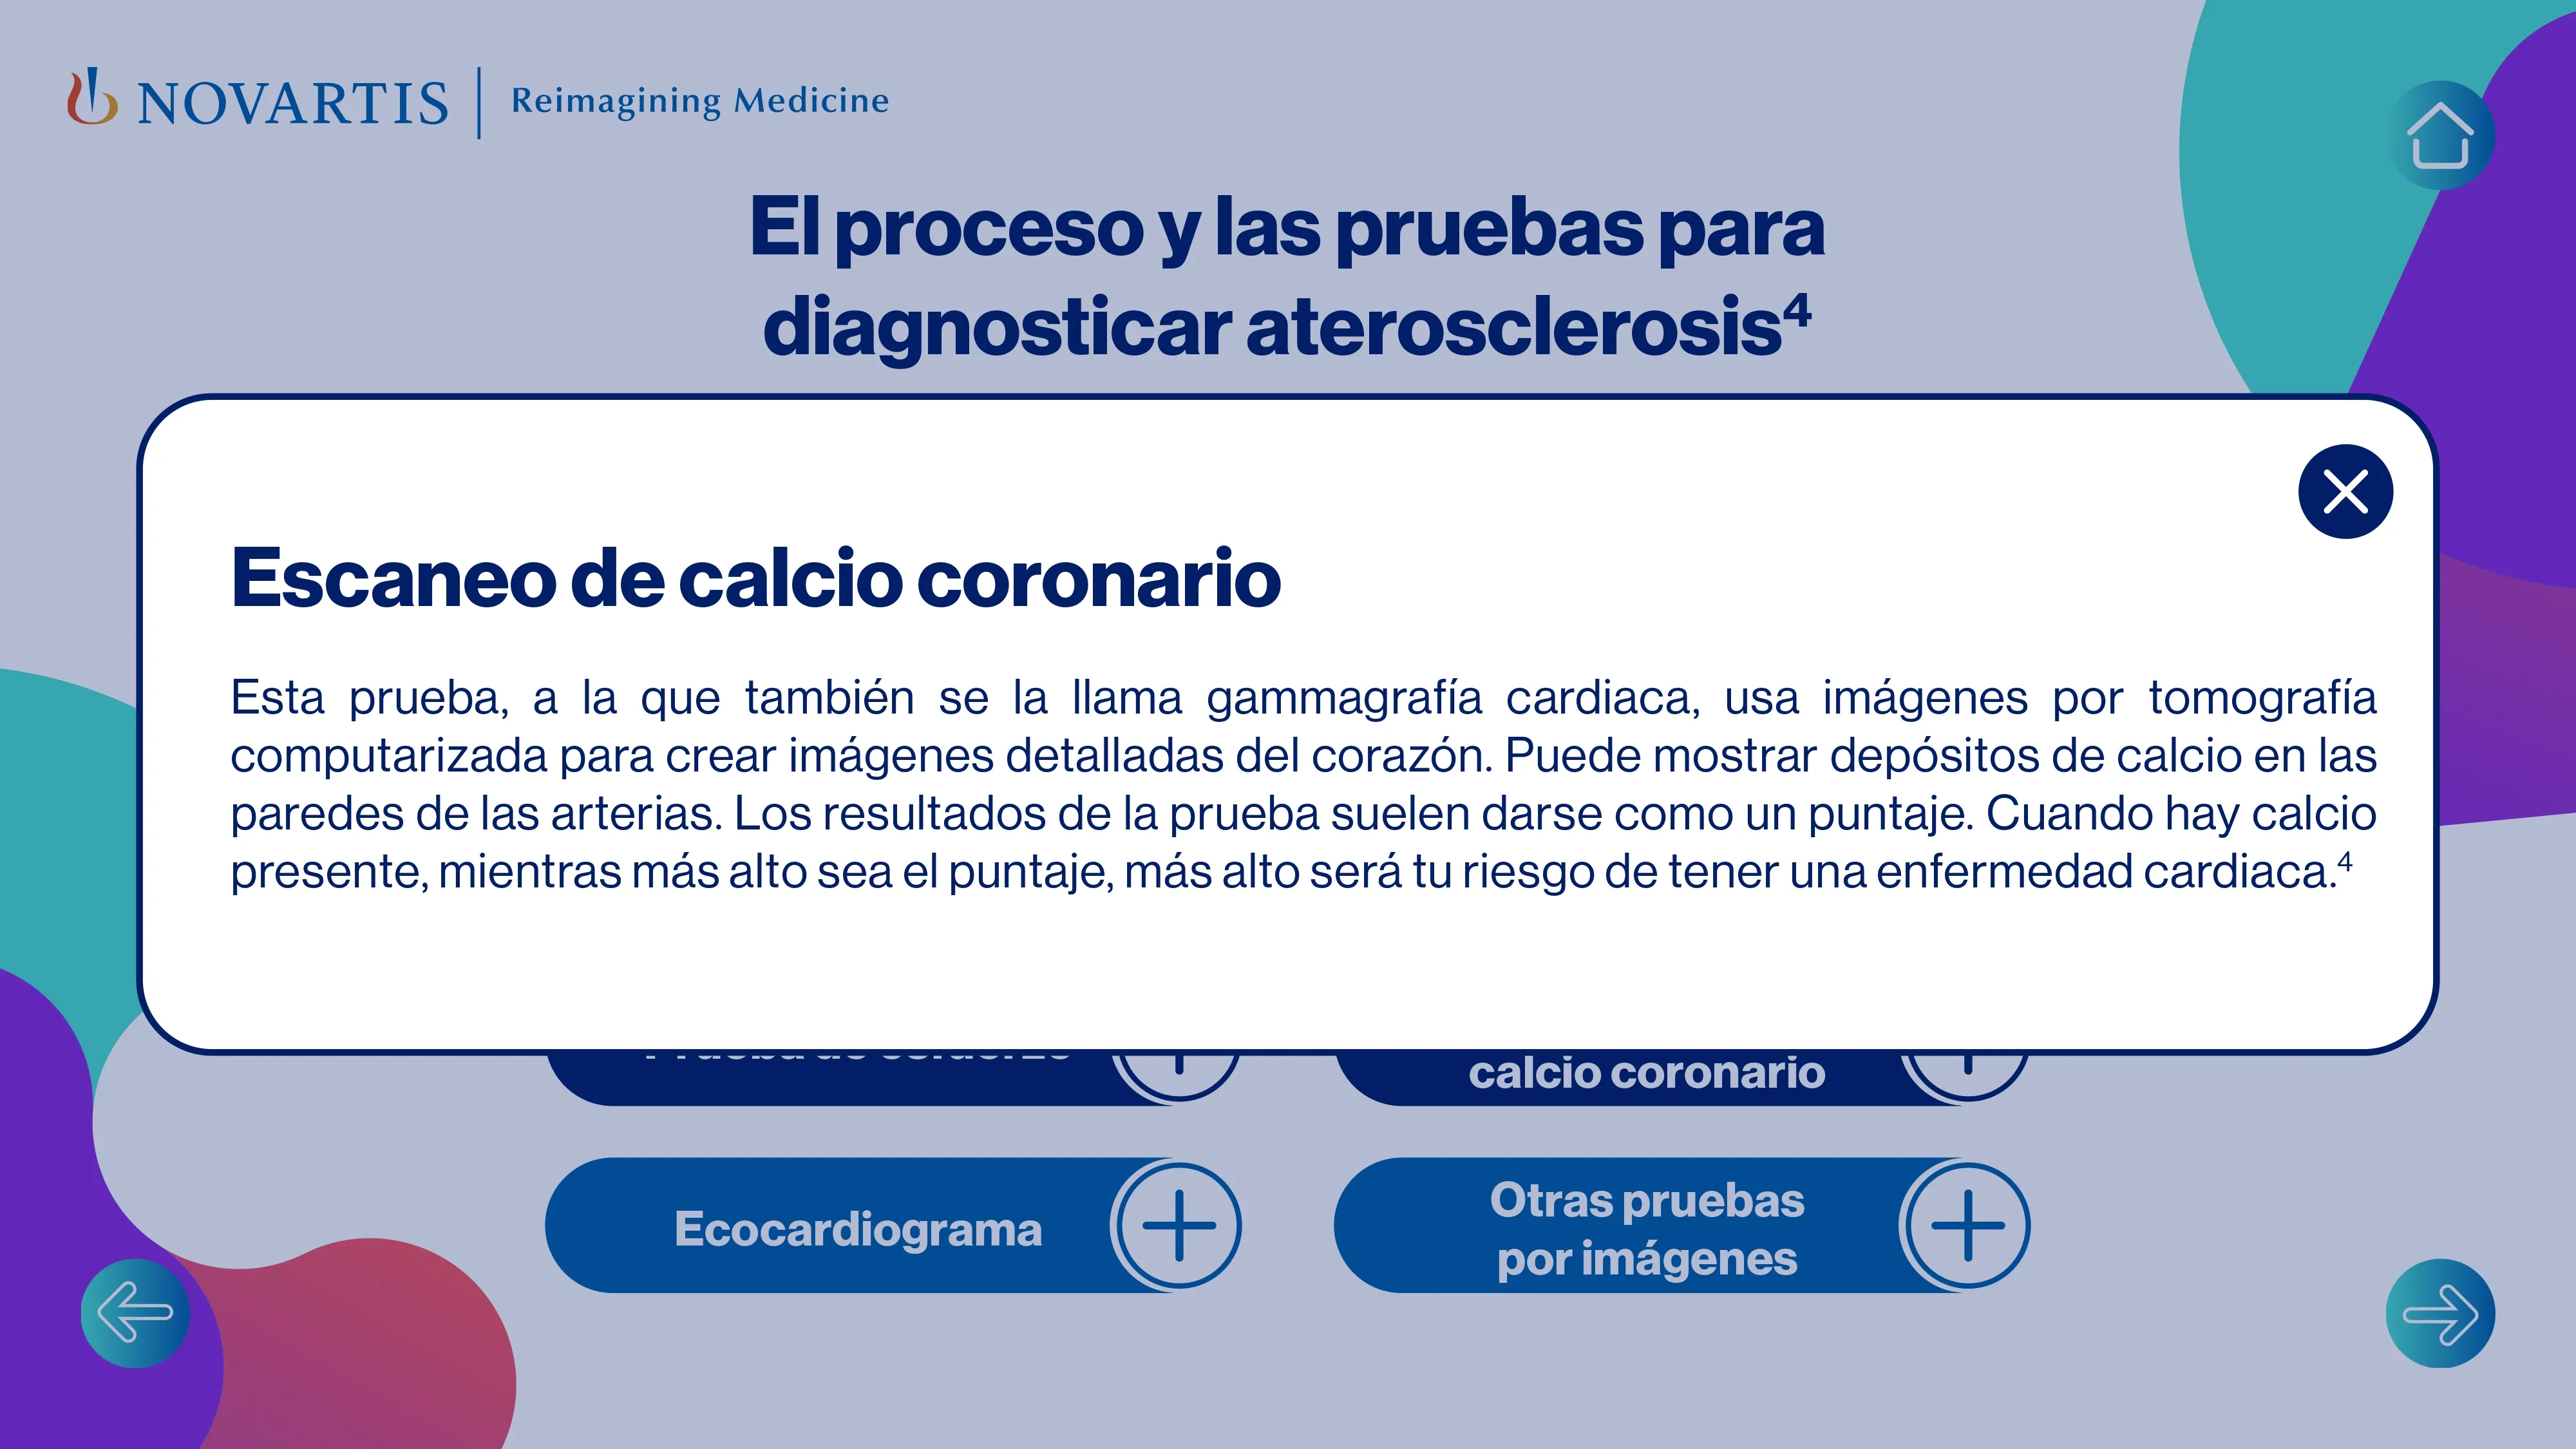 NOVARTIS | Reimagining Medicine
El proceso y las pruebas para
diagnosticar aterosclerosis⁴
Escaneo de calcio coronario
Esta prueba, a la que también se la llama gammagrafía cardiaca, usa imágenes por tomografía
computarizada para crear imágenes detalladas del corazón. Puede mostrar depósitos de calcio en las
paredes de las arterias. Los resultados de la prueba suelen darse como un puntaje. Cuando hay calcio
presente, mientras más alto sea el puntaje, más alto será tu riesgo de tener una enfermedad cardiaca.⁴
calcio coronario
Ecocardiograma
Otras pruebas
por imágenes